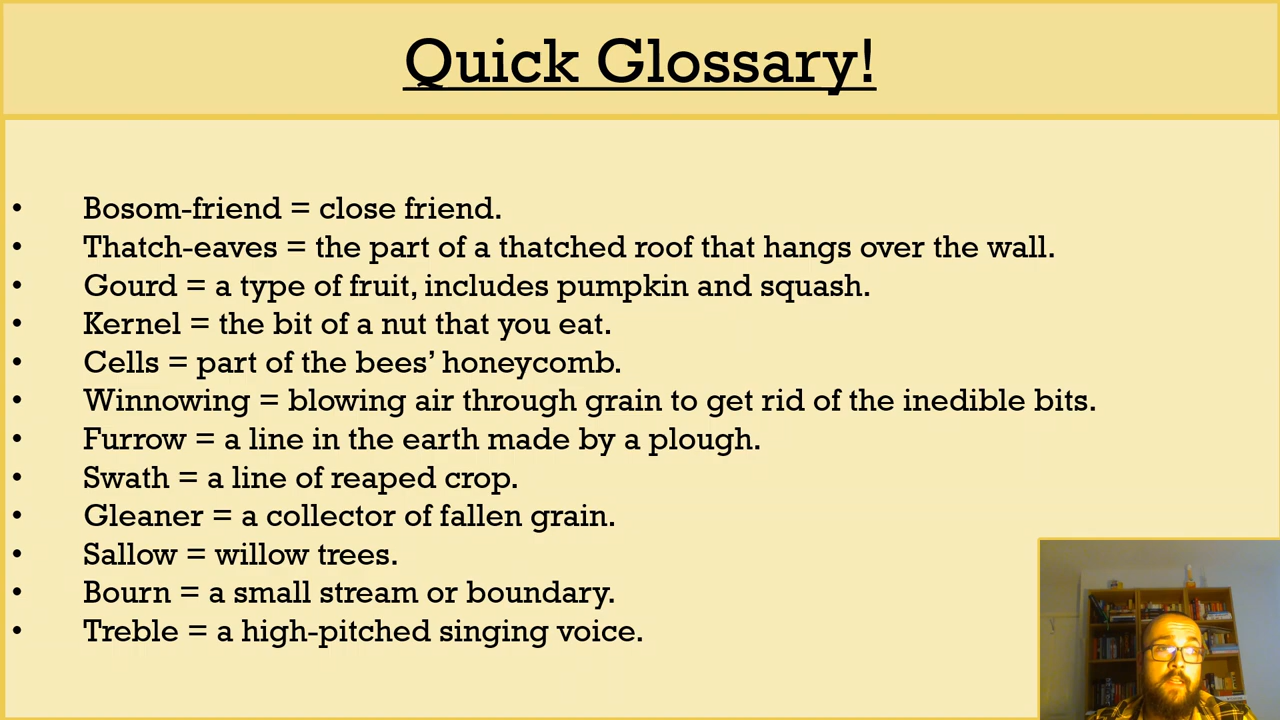 Quick Glossary!
• Bosom-friend = close friend.
• Thatch-eaves = the part of a thatched roof that hangs over the wall.
• Gourd = a type of fruit, includes pumpkin and squash.
• Kernel = the bit of a nut that you eat.
• Cells = part of the bees’ honeycomb.
• Winnowing = blowing air through grain to get rid of the inedible bits.
• Furrow = a line in the earth made by a plough.
• Swath = a line of reaped crop.
• Gleaner = a collector of fallen grain.
• Sallow = willow trees.
• Bourn = a small stream or boundary.
• Treble = a high-pitched singing voice.